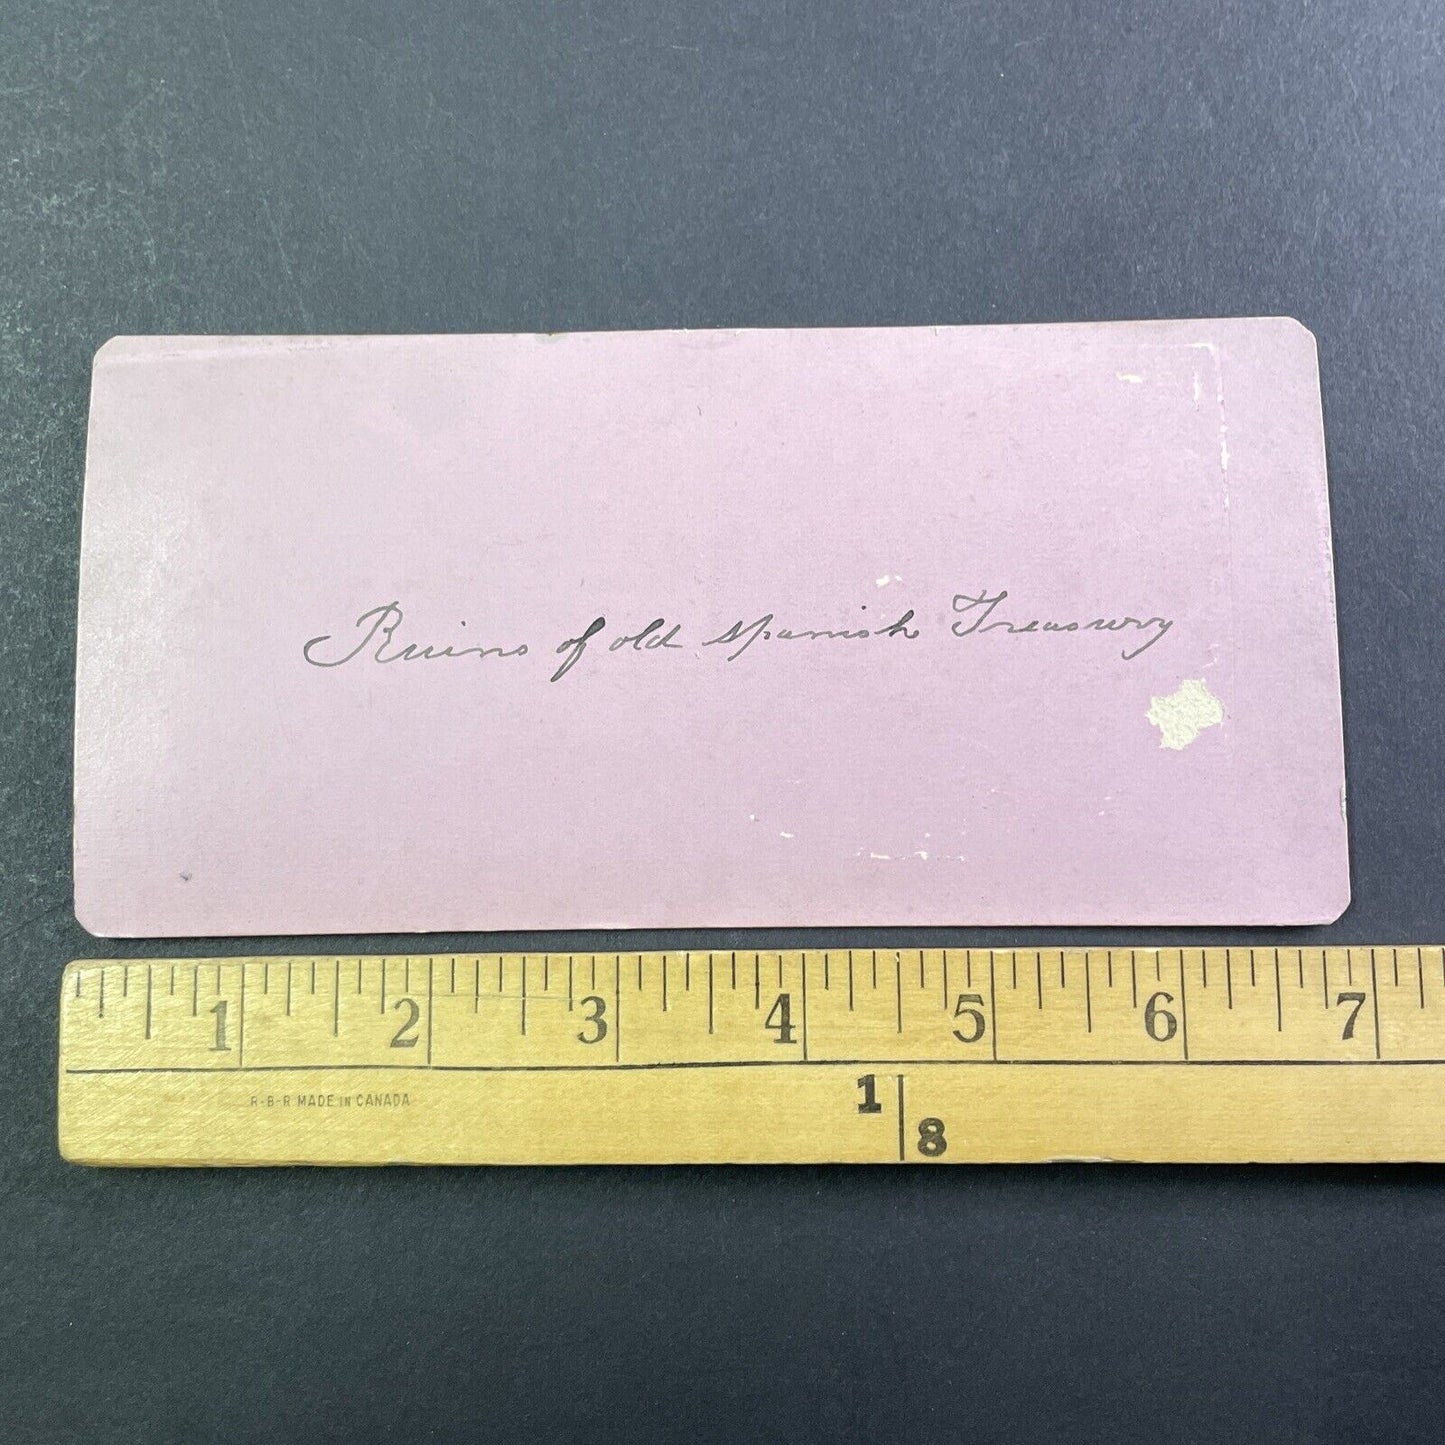 Ruins of old Spanish Treasury
1 2 3 4 5 6 7
R-B-R MADE IN CANADA
1
8